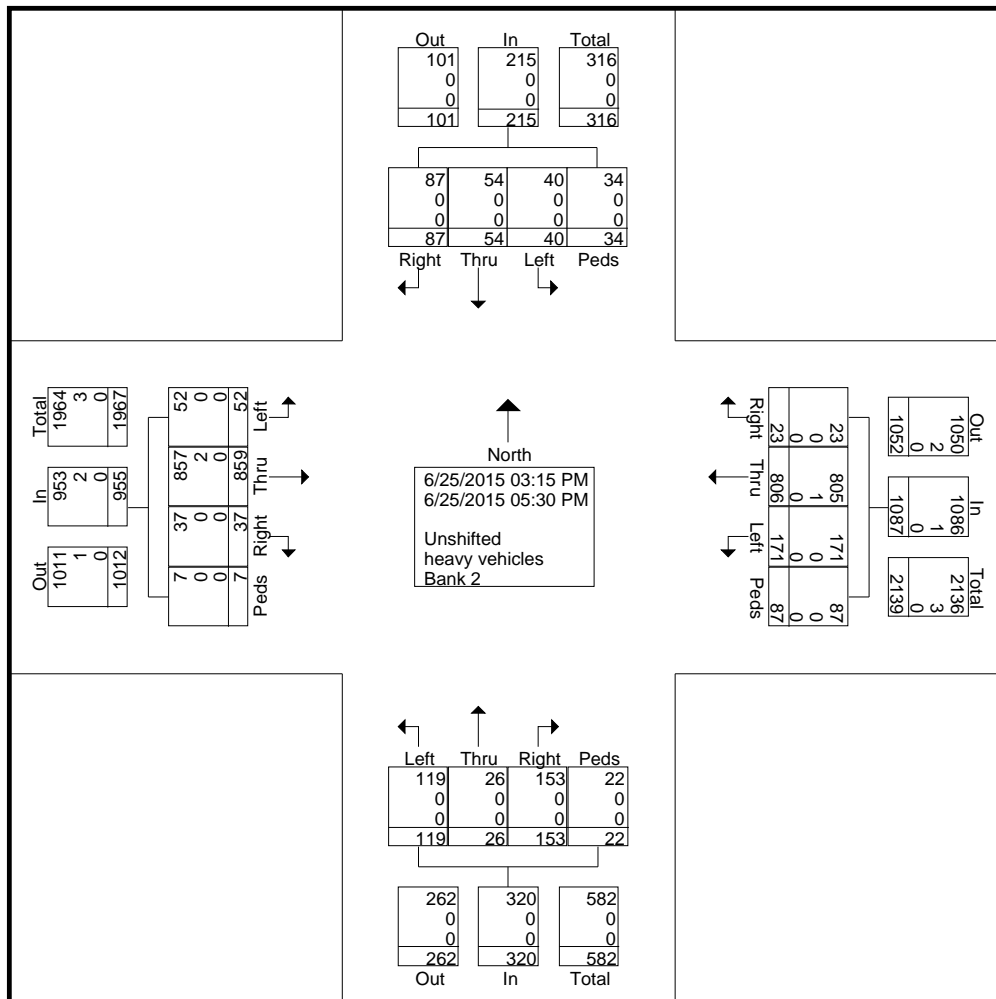 Out In Total
101 215 316
0 0 0
0 0 0
101 215 316
87 54 40 34
0 0 0 0
0 0 0 0
87 54 40 34
Right Thru Left Peds
Total
1964
3
0
1967
In
953
2
0
955
Out
1011
1
0
1012
52
0
0
52
Left
857
2
0
859
Thru
37
0
0
37
Right
7
0
0
7
Peds
North
6/25/2015 03:15 PM
6/25/2015 05:30 PM
Unshifted
heavy vehicles
Bank 2
Right
23
0
0
23
Thru
805
1
0
806
Left
171
0
0
171
Peds
87
0
0
87
Out
1050
2
0
1052
In
1086
1
0
1087
Total
2136
3
0
2139
Left Thru Right Peds
119 26 153 22
0 0 0 0
0 0 0 0
119 26 153 22
262 320 582
0 0 0
0 0 0
262 320 582
Out In Total